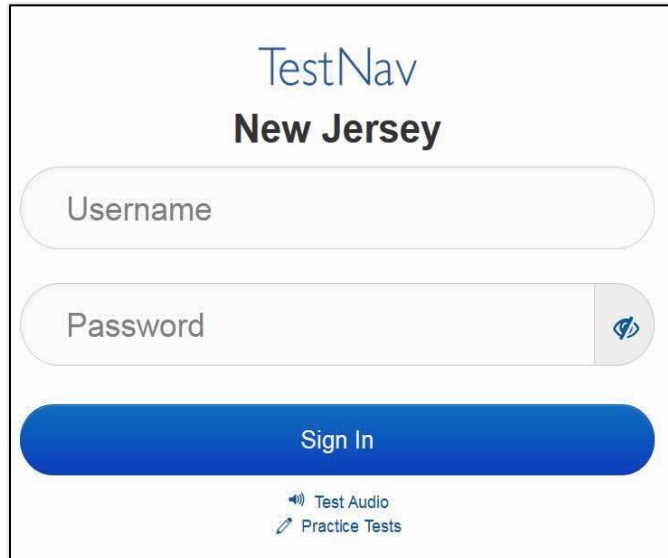 TestNav
New Jersey
Username
Password
Sign In
Test Audio
Practice Tests